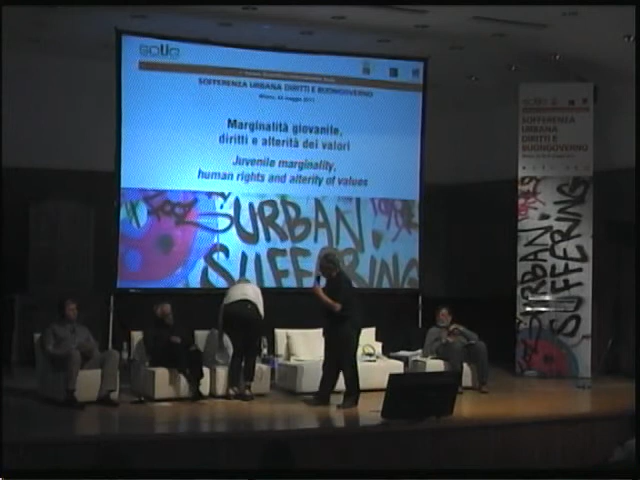 souq
SOFFERENZA URBANA DIRITTI E BUONGOVERNO
Marginalità giovanile,
diritti e alterità dei valori
Juvenile marginality,
human rights and alterity of values
URBAN
SUFFERING
SOFFERENZA
URBANA
DIRITTI E
BUONGOVERNO
URBAN
SUFFERING